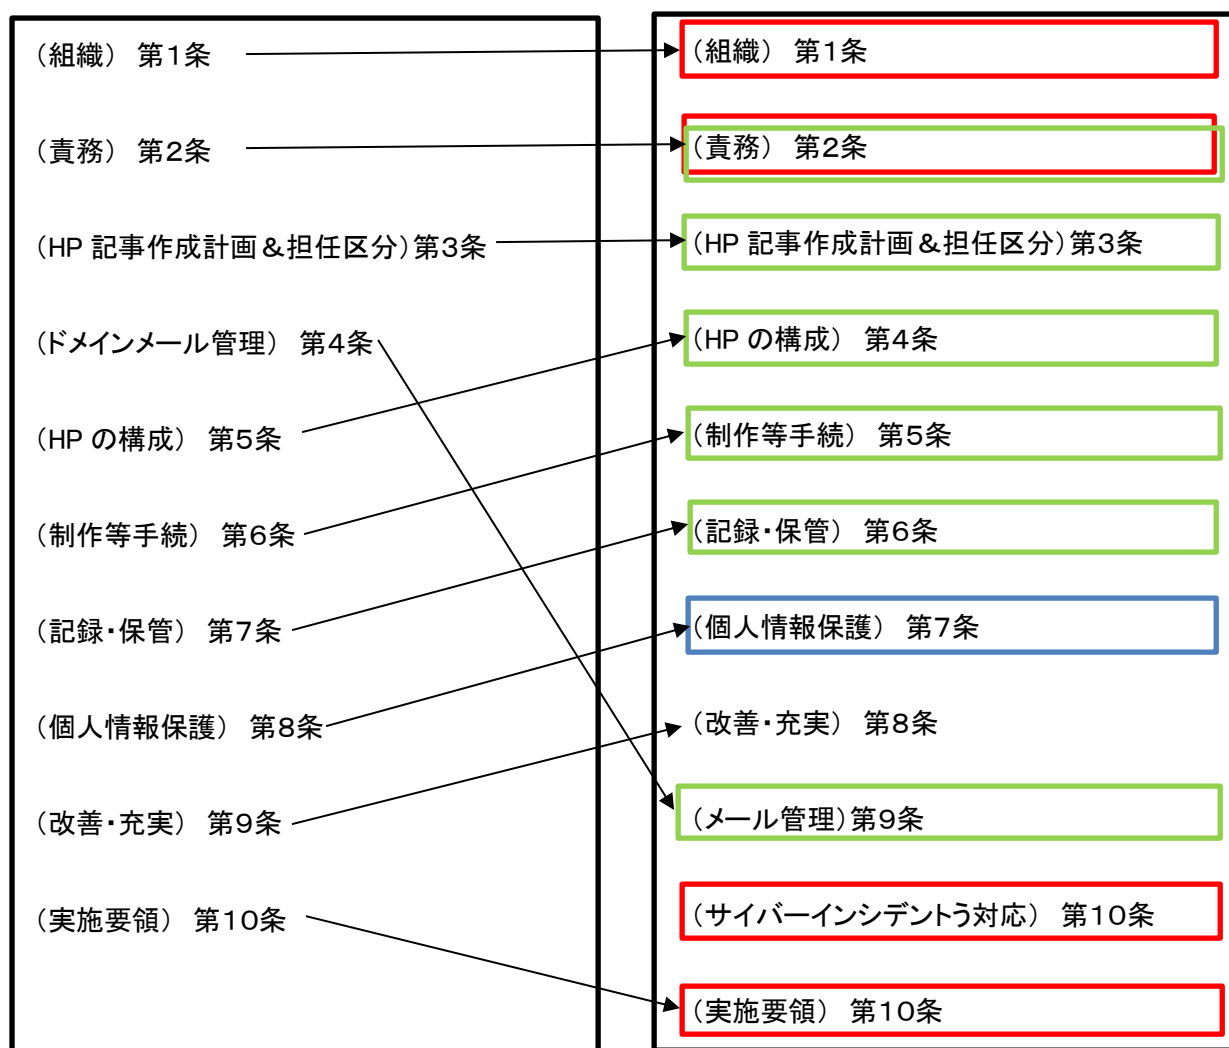 （組織） 第１条
（責務） 第２条
（HP 記事作成計画＆担任区分）第３条
（ドメインメール管理） 第４条
（HP の構成） 第５条
（制作等手続） 第６条
（記録・保管） 第７条
（個人情報保護） 第８条
（改善・充実） 第９条
（実施要領） 第１０条
（組織） 第１条
（責務） 第２条
（HP 記事作成計画＆担任区分）第３条
（HP の構成） 第４条
（制作等手続） 第５条
（記録・保管） 第６条
（個人情報保護） 第７条
（改善・充実） 第８条
（メール管理）第９条
（サイバーインシデントう対応） 第１０条
（実施要領） 第１０条